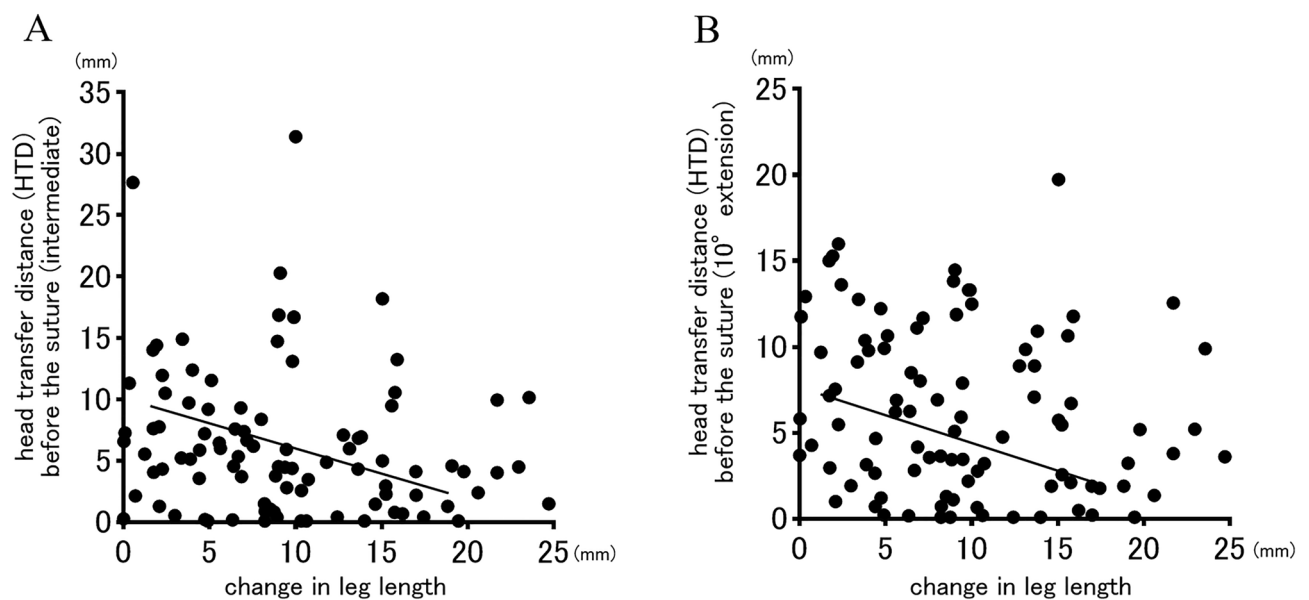 A
(mm)
35
30
25
20
15
10
5
0
head transfer distance (HTD)
before the suture (intermediate)
0 5 10 15 20 25 (mm)
change in leg length
B
(mm)
25
20
15
10
5
0
head transfer distance (HTD)
before the suture (10° extension)
0 5 10 15 20 25 (mm)
change in leg length